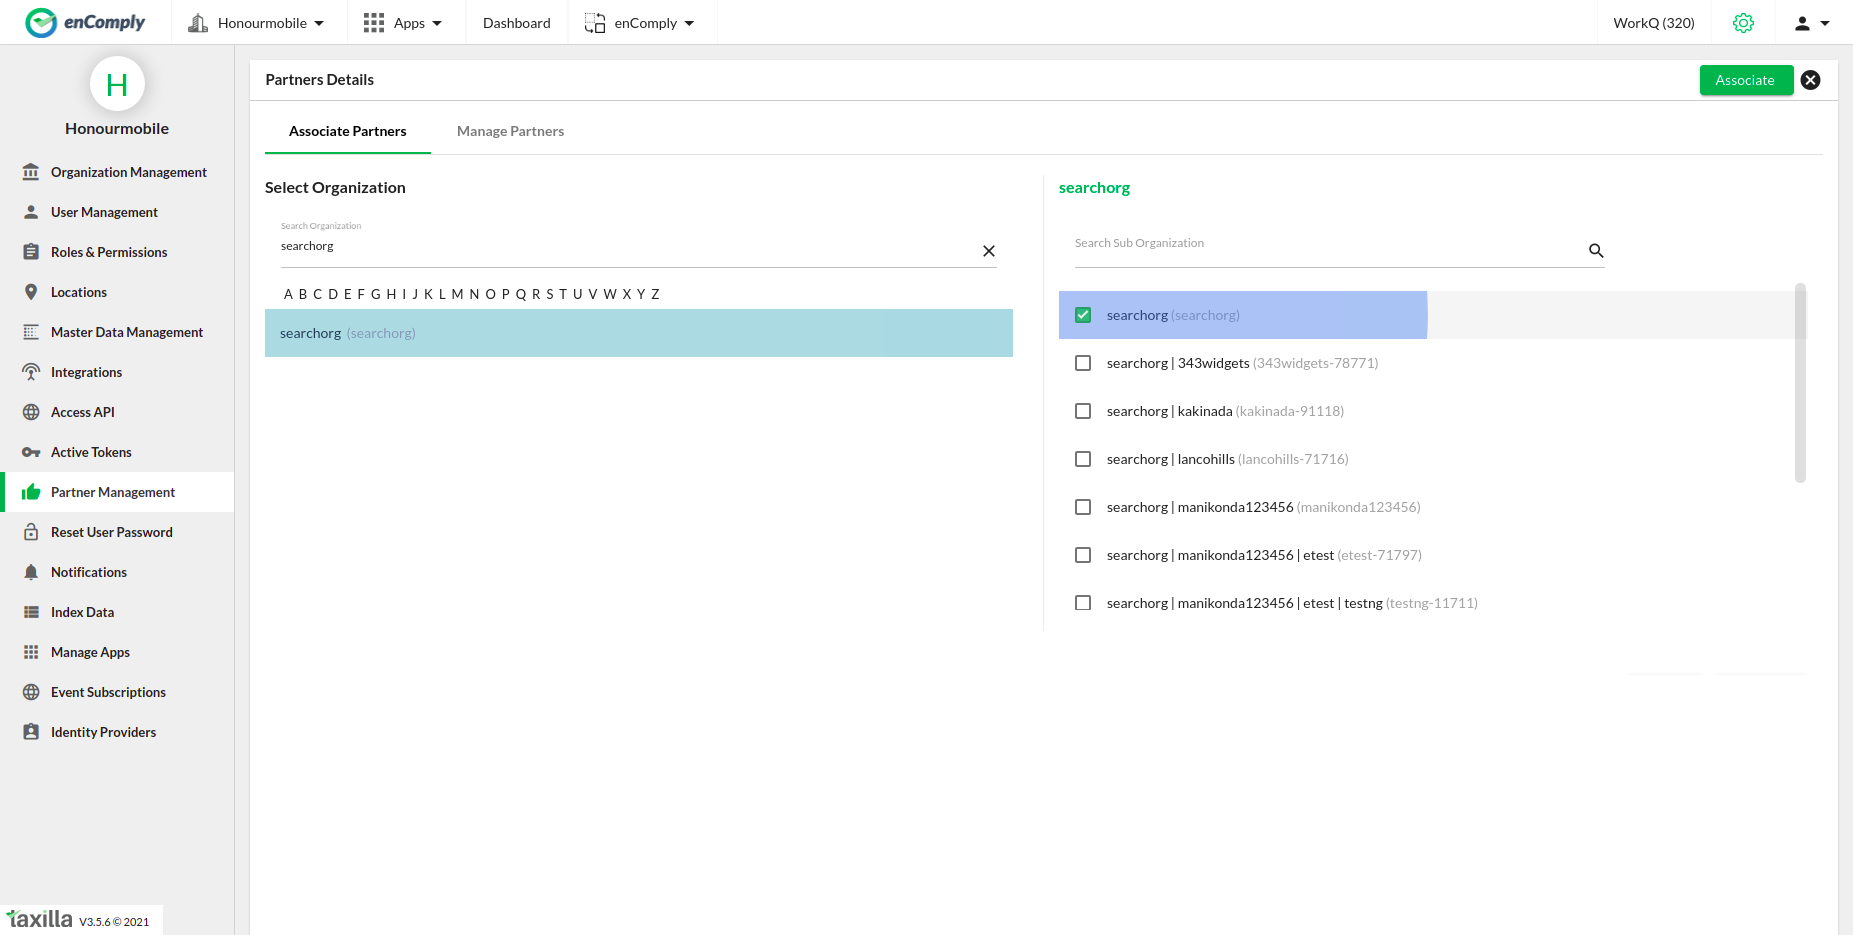 enComply Honourmobile Apps Dashboard enComply WorkQ (320)
H
Honourmobile
Organization Management
User Management
Roles & Permissions
Locations
Master Data Management
Integrations
Access API
Active Tokens
Partner Management
Reset User Password
Notifications
Index Data
Manage Apps
Event Subscriptions
Identity Providers
taxilla V3.5.6 © 2021
Partners Details Associate
Associate Partners Manage Partners
Select Organization
Search Organization
searchorg
A B C D E F G H I J K L M N O P Q R S T U V W X Y Z
searchorg (searchorg)
searchorg
Search Sub Organization
searchorg (searchorg)
searchorg | 343widgets (343widgets-78771)
searchorg | kakinada (kakinada-91118)
searchorg | lancohills (lancohills-71716)
searchorg | manikonda123456 (manikonda123456)
searchorg | manikonda123456 | etest (etest-71797)
searchorg | manikonda123456 | etest | testng (testng-11711)